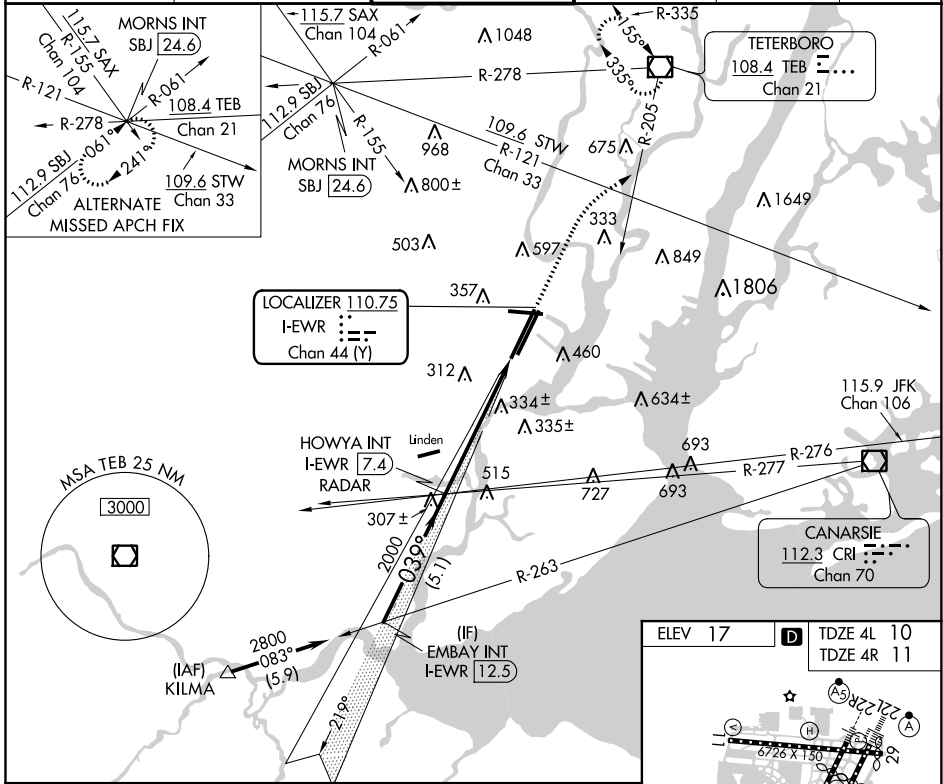 115.7 SAX
Chan 104
R-155
MORNS INT
SBJ 24.6
R-121
R-061
R-278
108.4 TEB
Chan 21
112.9 SBJ
Chan 76
061°
241°
109.6 STW
Chan 33
ALTERNATE
MISSED APCH FIX
115.7 SAX
Chan 104
R-061
1048
R-278
112.9 SBJ
Chan 76
R-155
MORNS INT
SBJ 24.6
968
800±
109.6 STW
R-121
Chan 33
R-335
155°
335°
TETERBORO
108.4 TEB
Chan 21
R-205
675
1649
333
503
597
849
1806
357
LOCALIZER 110.75
I-EWR
Chan 44 (Y)
460
312
334±
634±
335±
115.9 JFK
Chan 106
HOWYA INT
I-EWR 7.4
RADAR
Linden
693
R-276
R-277
515
727
693
307±
MSA TEB 25 NM
3000
2000
039°
(5.1)
R-263
CANARSIE
112.3 CRI
Chan 70
(IAF)
KILMA
2800
083°
(5.9)
(IF)
EMBAY INT
I-EWR 12.5
219°
ELEV 17
D
TDZE 4L 10
TDZE 4R 11
A5
22R
22L
A
V
H
P
11
6726 X 150
29